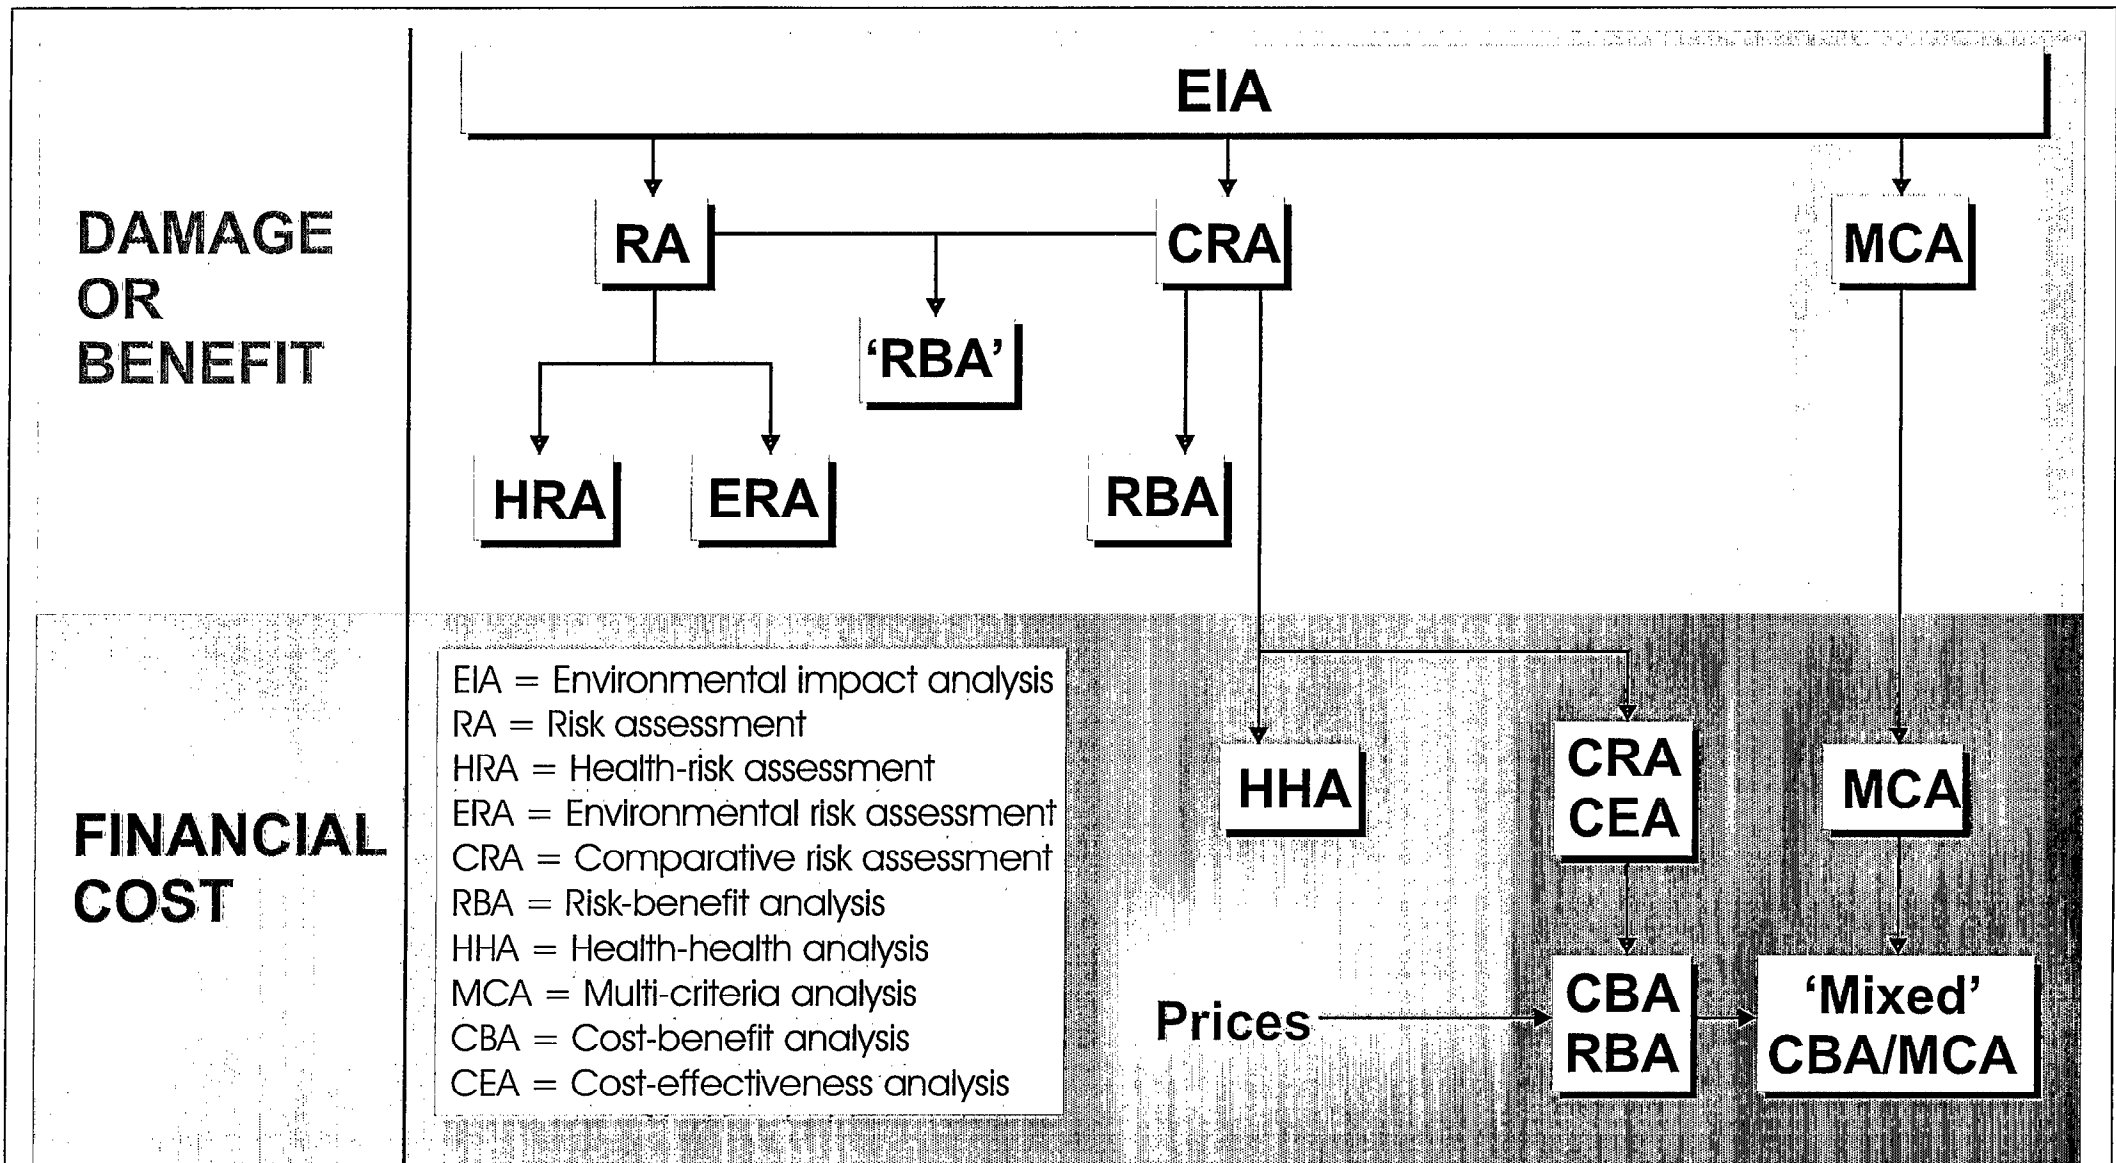 EIA
DAMAGE
OR
BENEFIT
RA
CRA
MCA
‘RBA’
HRA
ERA
RBA
FINANCIAL
COST
EIA = Environmental impact analysis
RA = Risk assessment
HRA = Health-risk assessment
ERA = Environmental risk assessment
CRA = Comparative risk assessment
RBA = Risk-benefit analysis
HHA = Health-health analysis
MCA = Multi-criteria analysis
CBA = Cost-benefit analysis
CEA = Cost-effectiveness analysis
HHA
CRA
CEA
MCA
Prices
CBA
RBA
‘Mixed’
CBA/MCA